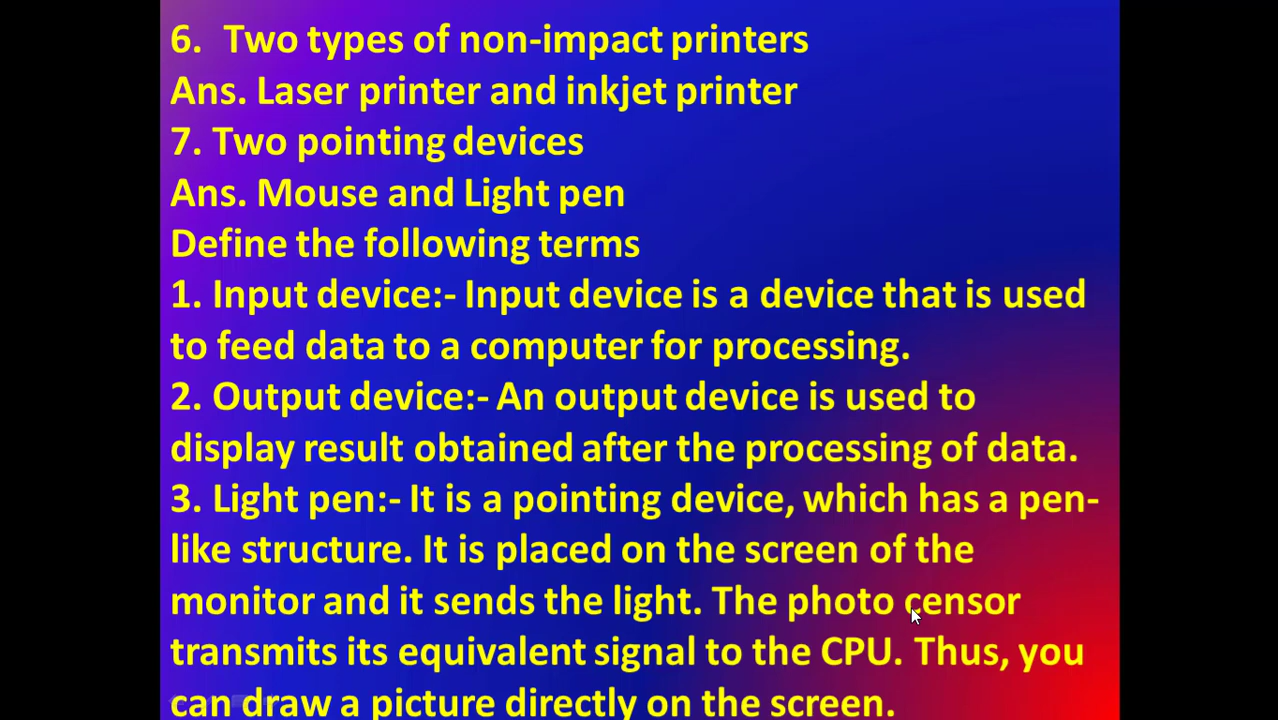 6. Two types of non-impact printers
Ans. Laser printer and inkjet printer
7. Two pointing devices
Ans. Mouse and Light pen
Define the following terms
1. Input device:- Input device is a device that is used
to feed data to a computer for processing.
2. Output device:- An output device is used to
display result obtained after the processing of data.
3. Light pen:- It is a pointing device, which has a pen-
like structure. It is placed on the screen of the
monitor and it sends the light. The photo censor
transmits its equivalent signal to the CPU. Thus, you
can draw a picture directly on the screen.